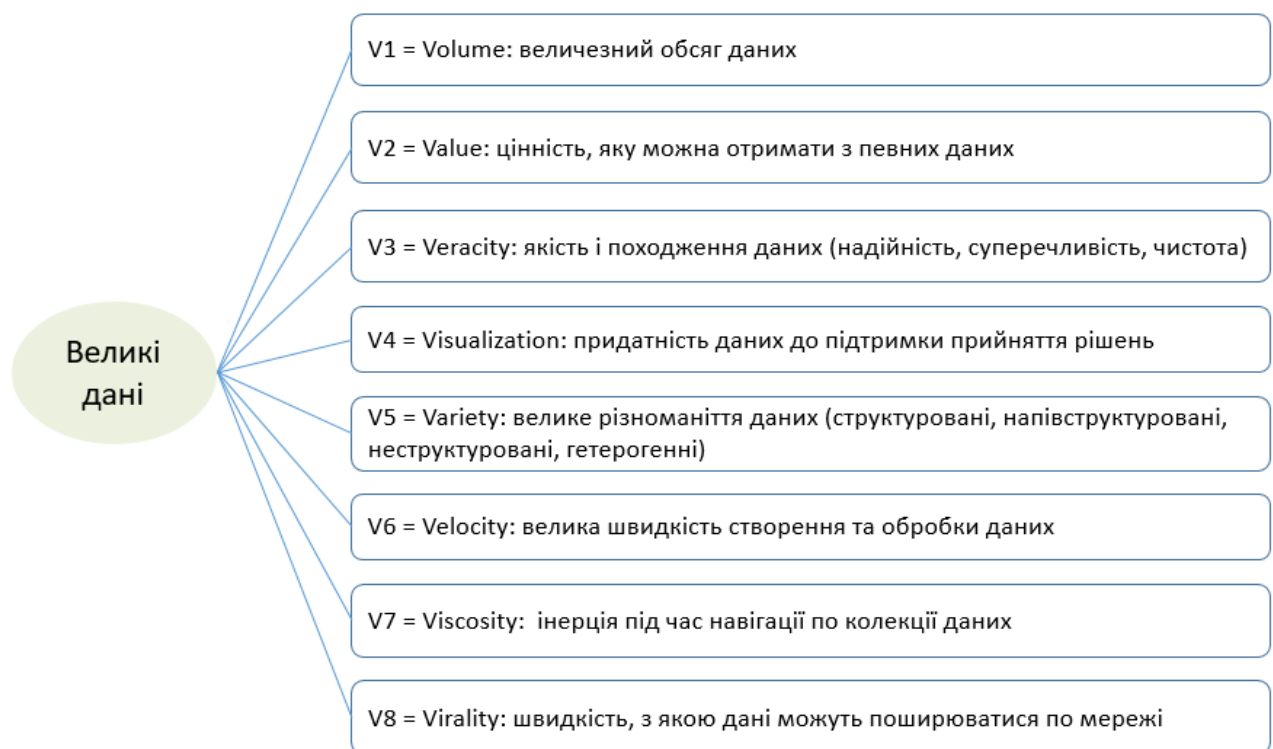 V1 = Volume: величезний обсяг даних
V2 = Value: цінність, яку можна отримати з певних даних
V3 = Veracity: якість і походження даних (надійність, суперечливість, чистота)
Великі
дані
V4 = Visualization: придатність даних до підтримки прийняття рішень
V5 = Variety: велике різноманіття даних (структуровані, напівструктуровані,
неструктуровані, гетерогенні)
V6 = Velocity: велика швидкість створення та обробки даних
V7 = Viscosity:  інерція під час навігації по колекції даних
V8 = Virality: швидкість, з якою дані можуть поширюватися по мережі